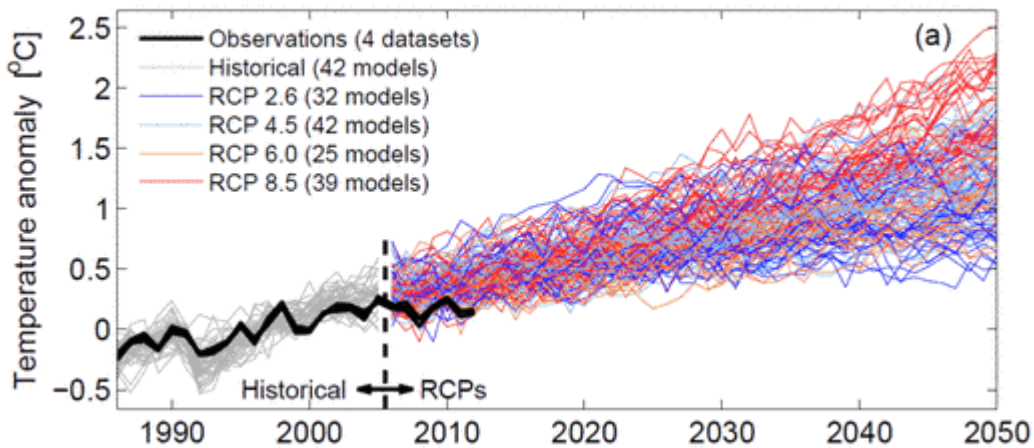 2.5
2
1.5
1
0.5
0
−0.5
Temperature anomaly [°C]
(a)
Observations (4 datasets)
Historical (42 models)
RCP 2.6 (32 models)
RCP 4.5 (42 models)
RCP 6.0 (25 models)
RCP 8.5 (39 models)
Historical RCPs
1990 2000 2010 2020 2030 2040 2050